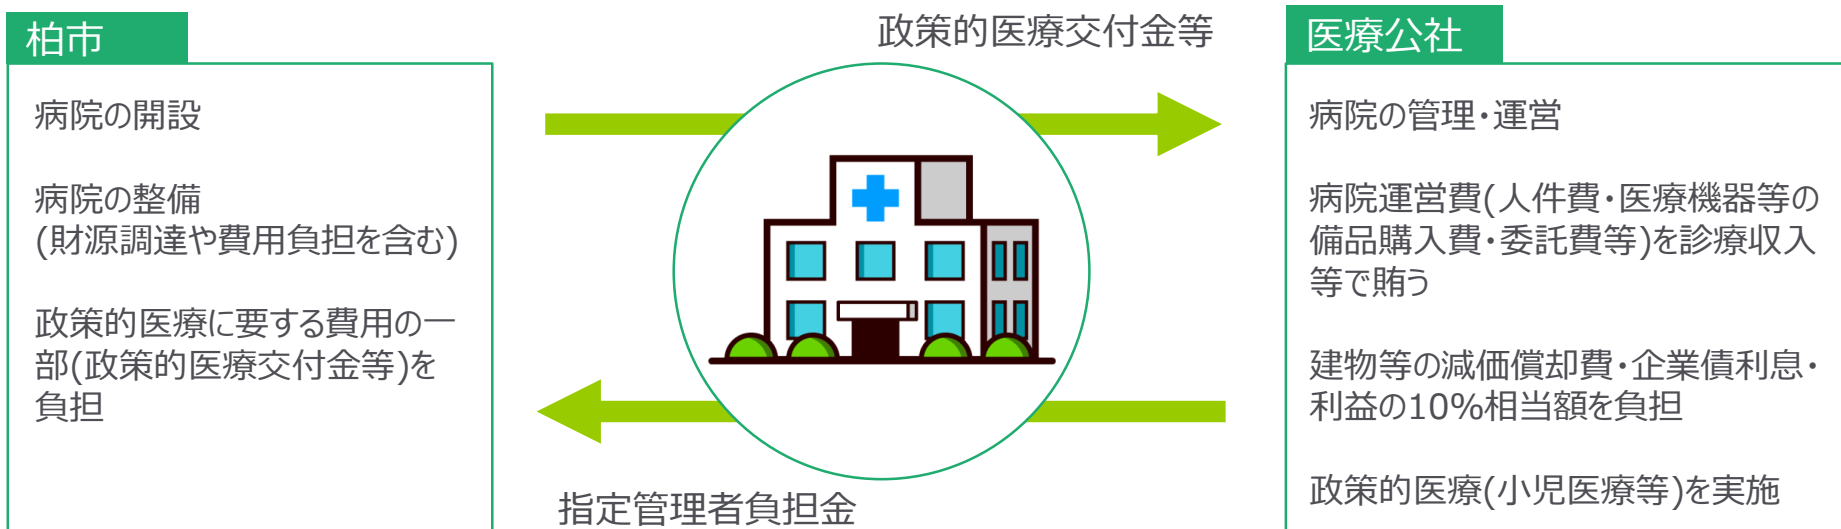 柏市
病院の開設
病院の整備
(財源調達や費用負担を含む)
政策的医療に要する費用の一
部(政策的医療交付金等)を
負担
政策的医療交付金等
指定管理者負担金
医療公社
病院の管理・運営
病院運営費(人件費・医療機器等の
備品購入費・委託費等)を診療収入
等で賄う
建物等の減価償却費・企業債利息・
利益の10%相当額を負担
政策的医療(小児医療等)を実施